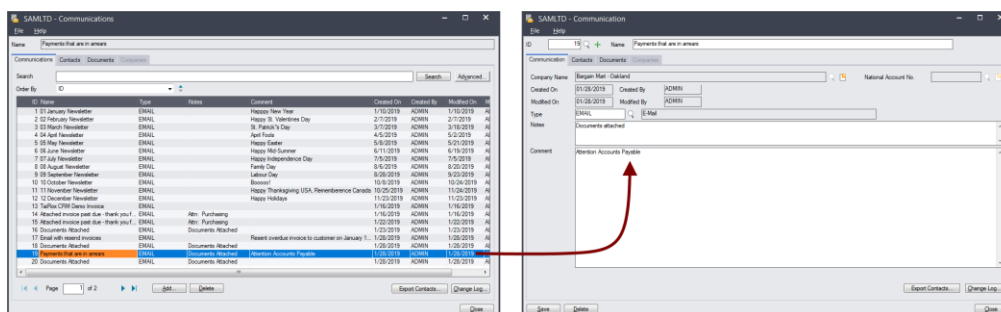 SAMLTD - Communications
File Help
Name Payments that are in arrears
Communications Contacts Documents Companies
Search Search Advanced...
Order By ID
ID Name Type Notes Comment Created On Created By Modified On
1 01 January Newsletter EMAIL Happy New Year 1/10/2019 ADMIN 1/10/2019
2 02 February Newsletter EMAIL Happy St. Valentines Day 2/7/2019 ADMIN 2/7/2019
3 03 March Newsletter EMAIL St. Patrick's Day 3/7/2019 ADMIN 3/18/2019
4 04 April Newsletter EMAIL April Fools 4/5/2019 ADMIN 5/2/2019
5 05 May Newsletter EMAIL Happy Easter 5/8/2019 ADMIN 5/21/2019
6 06 June Newsletter EMAIL Happy Mid-Summer 6/11/2019 ADMIN 6/19/2019
7 07 July Newsletter EMAIL Happy Independence Day 7/5/2019 ADMIN 7/5/2019
8 08 August Newsletter EMAIL Family Day 8/6/2019 ADMIN 8/20/2019
9 09 September Newsletter EMAIL Labour Day 8/28/2019 ADMIN 9/23/2019
10 10 October Newsletter EMAIL Booooo! 10/8/2019 ADMIN 10/24/2019
11 11 November Newsletter EMAIL Happy Thanksgiving USA, Rememberence Canada 10/25/2019 ADMIN 11/24/2019
12 12 December Newsletter EMAIL Happy Holidays 11/23/2019 ADMIN 11/23/2019
13 TaiRox CRM Demo Invoice EMAIL 1/16/2019 ADMIN 1/16/2019
14 Attached invoice past due - thank you f... EMAIL Attn: Purchasing 1/16/2019 ADMIN 1/16/2019
15 Attached invoice past due - thank you f... EMAIL Attn: Purchasing 1/22/2019 ADMIN 1/22/2019
16 Documents Attached EMAIL Documents Attached 1/23/2019 ADMIN 1/23/2019
17 Email with resend invoices EMAIL Resent overdue invoice to customer on January 1... 1/28/2019 ADMIN 1/28/2019
18 Documents Attached EMAIL Documents Attached 1/28/2019 ADMIN 1/28/2019
19 Payments that are in arrears EMAIL Documents Attached Attention Accounts Payable 1/28/2019 ADMIN 1/28/2019
20 Documents Attached EMAIL Documents Attached 1/28/2019 ADMIN 1/28/2019
Page 1 of 2 Add... Delete Export Contacts... Change Log...
Close
SAMLTD - Communication
File Help
ID 19 Name Payments that are in arrears
Communication Contacts Documents Companies
Company Name Bargain Mart - Oakland National Account No.
Created On 01/28/2019 Created By ADMIN
Modified On 01/28/2019 Modified By ADMIN
Type EMAIL E-Mail
Notes Documents attached
Comment Attention Accounts Payable
Export Contacts... Change Log...
Save Delete Close